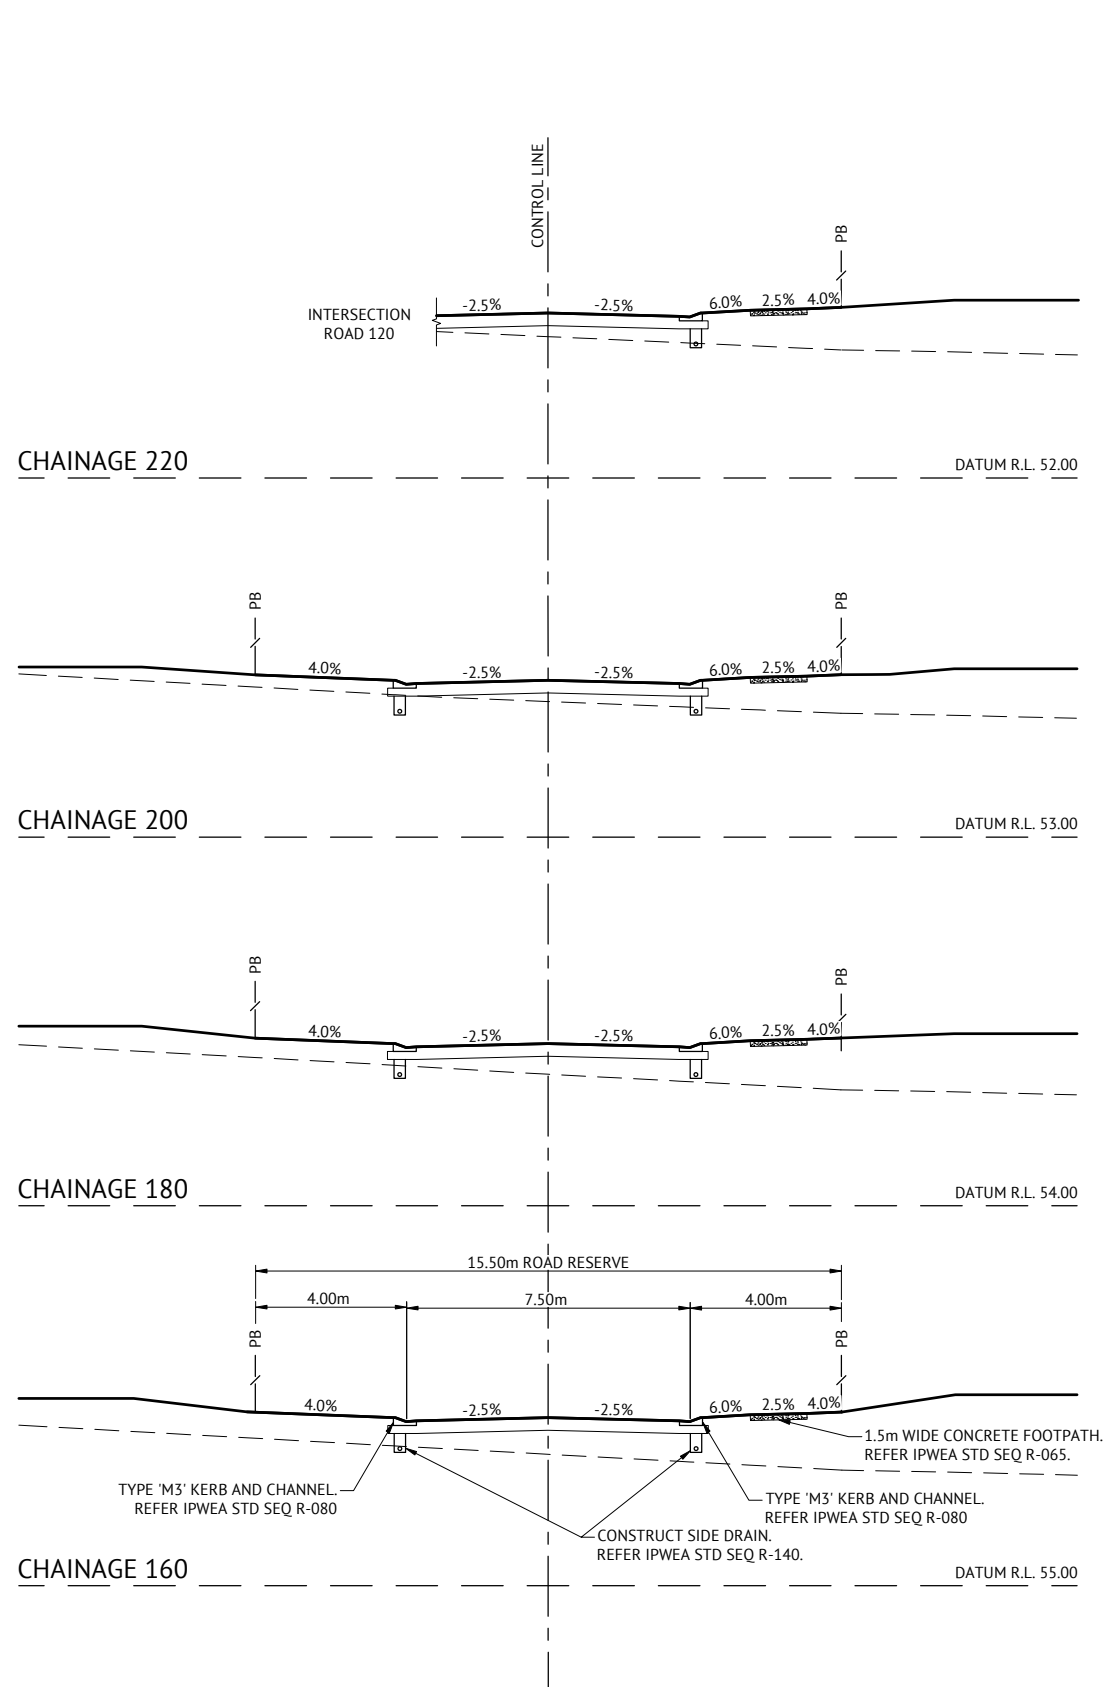 CONTROL LINE
PB
-2.5%
-2.5%
6.0%
2.5%
4.0%
INTERSECTION
ROAD 120
CHAINAGE 220
DATUM R.L. 52.00
PB
PB
4.0%
-2.5%
-2.5%
6.0%
2.5%
4.0%
CHAINAGE 200
DATUM R.L. 53.00
PB
PB
4.0%
-2.5%
-2.5%
6.0%
2.5%
4.0%
CHAINAGE 180
DATUM R.L. 54.00
15.50m ROAD RESERVE
4.00m
7.50m
4.00m
PB
PB
4.0%
-2.5%
-2.5%
6.0%
2.5%
4.0%
1.5m WIDE CONCRETE FOOTPATH.
REFER IPWEA STD SEQ R-065.
TYPE 'M3' KERB AND CHANNEL.
REFER IPWEA STD SEQ R-080
TYPE 'M3' KERB AND CHANNEL.
REFER IPWEA STD SEQ R-080
CONSTRUCT SIDE DRAIN.
REFER IPWEA STD SEQ R-140.
CHAINAGE 160
DATUM R.L. 55.00